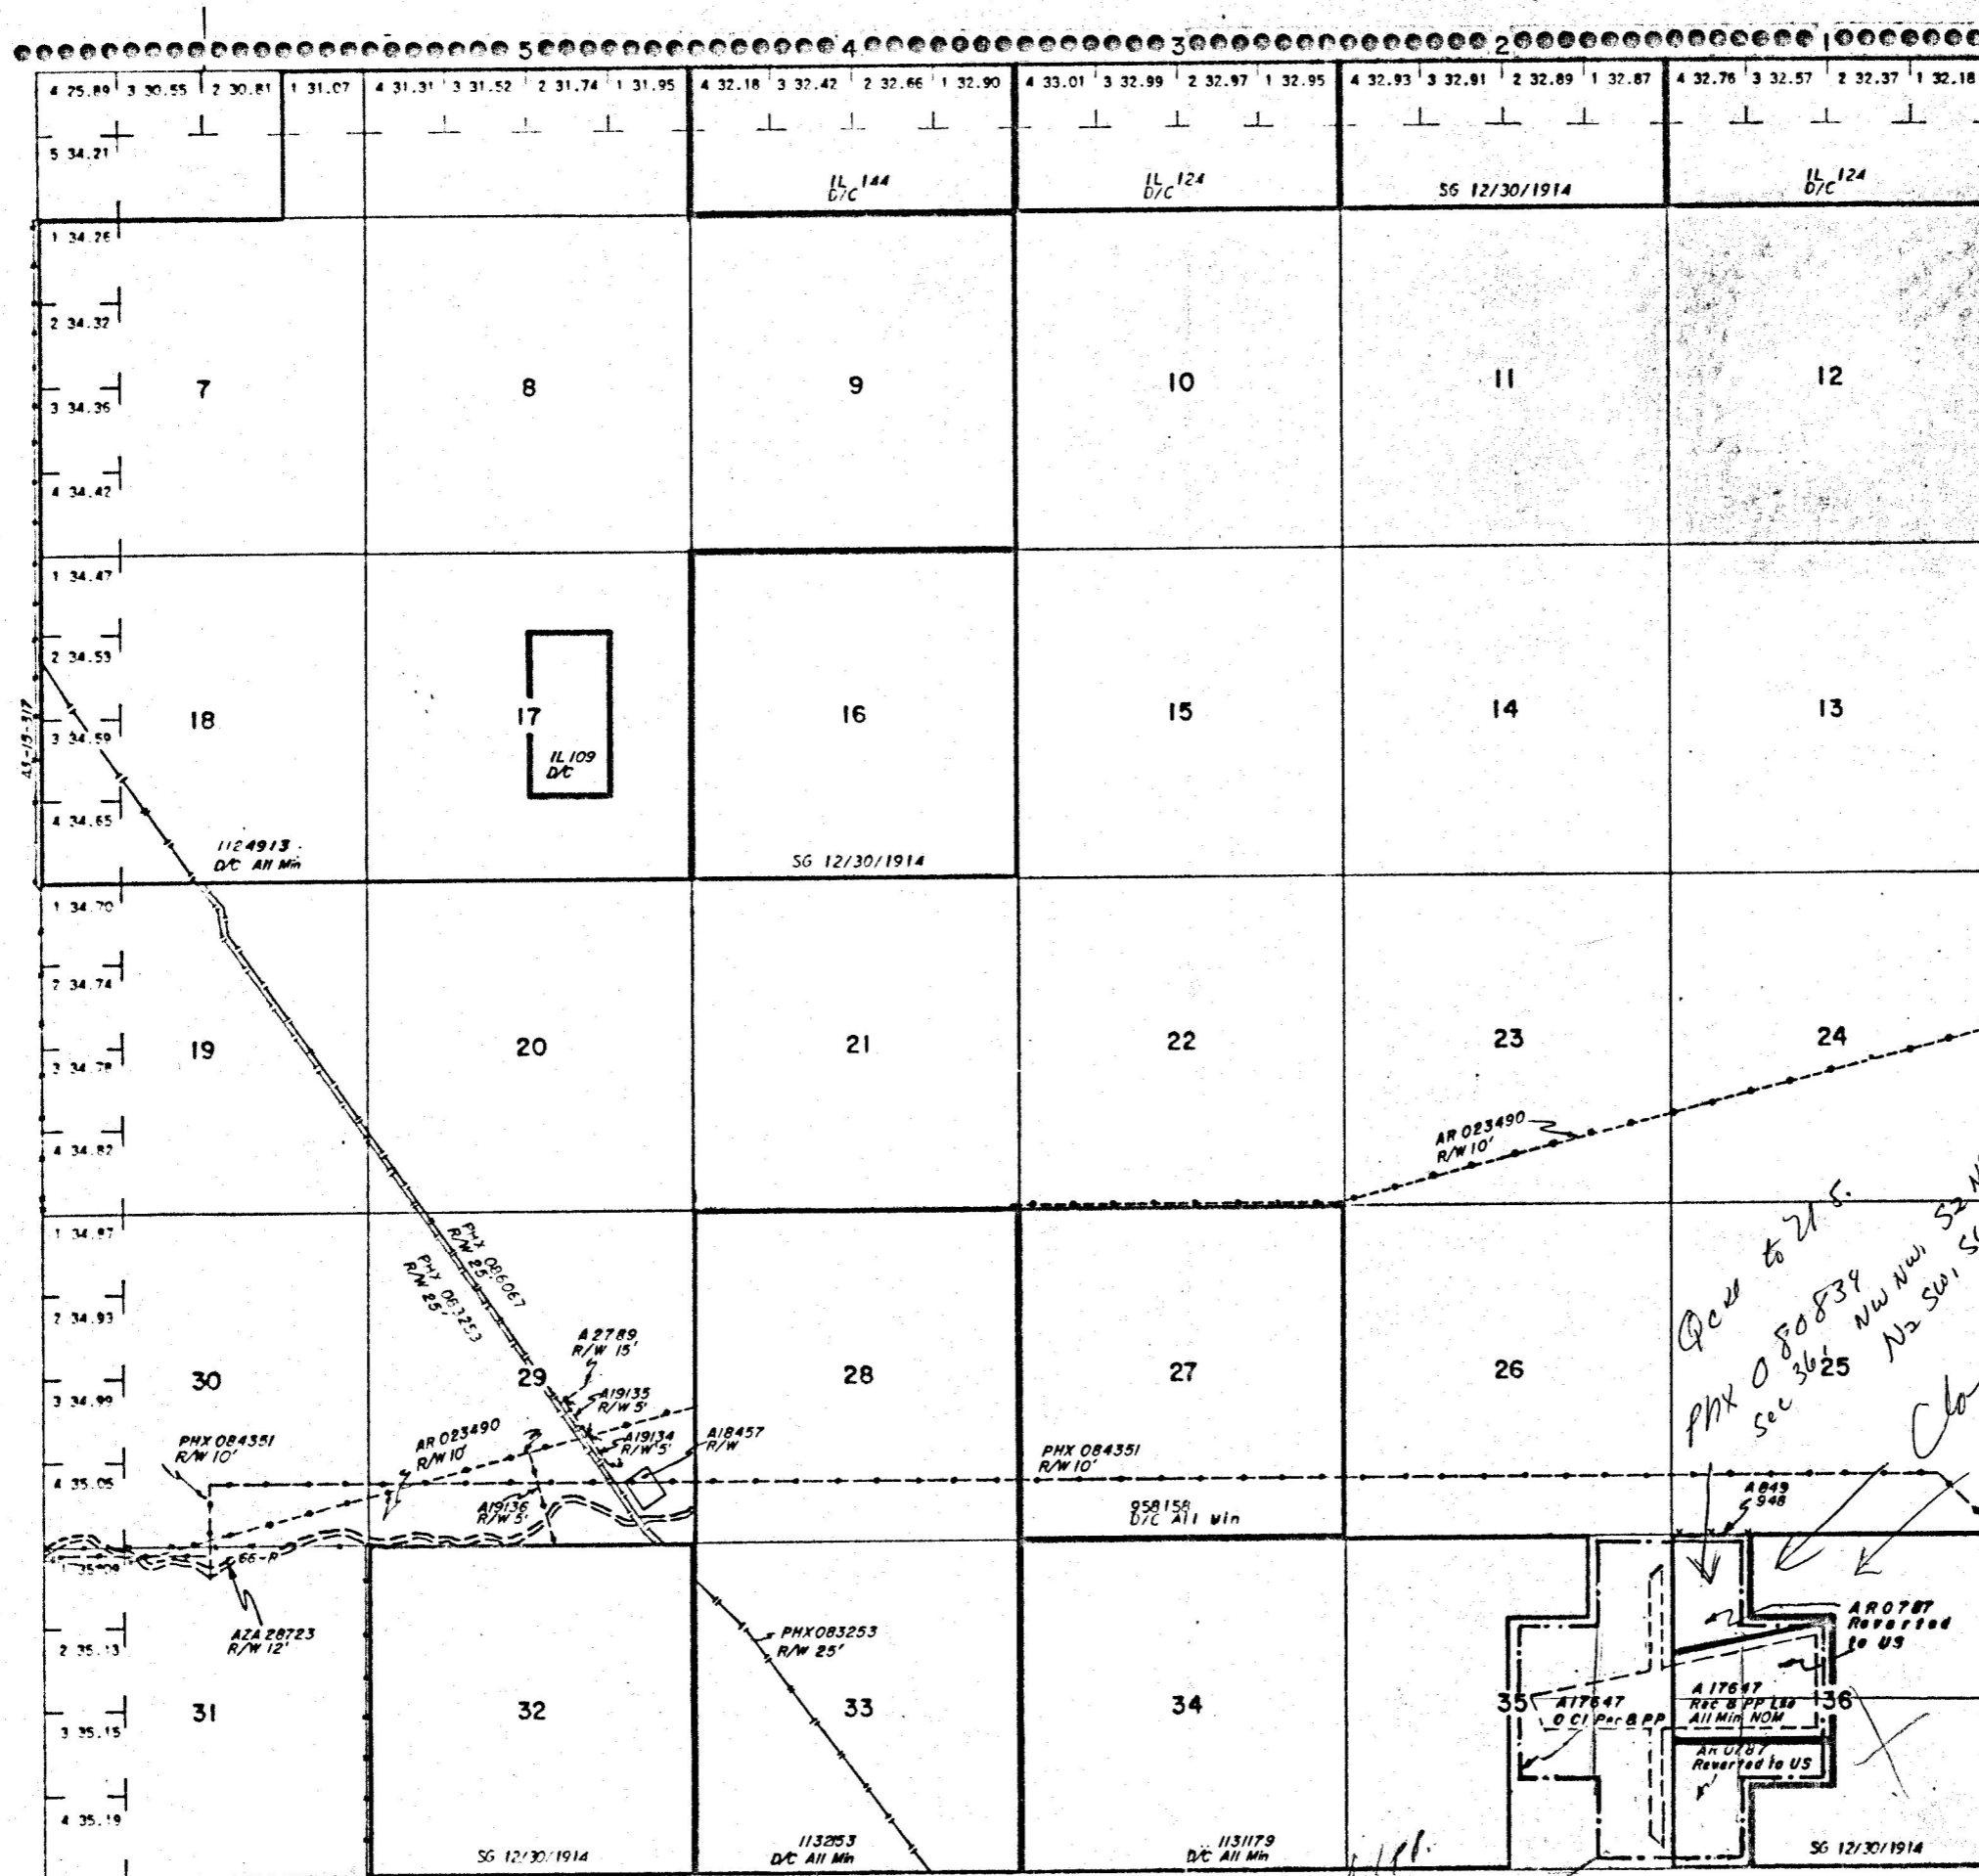 5 4 3 2 1
4 25.89 3 30.55 2 30.81 1 31.07 4 31.31 3 31.52 2 31.74 1 31.95 4 32.18 3 32.42 2 32.66 1 32.90 4 33.01 3 32.99 2 32.97 1 32.95 4 32.93 3 32.91 2 32.89 1 32.87 4 32.76 3 32.57 2 32.37 1 32.18
5 34.21
IL 144
D/C
IL 124
D/C
SG 12/30/1914
IL 124
D/C
1 34.26
2 34.32
7 8 9 10 11 12
3 34.36
4 34.42
1 34.47
2 34.53
18 17 16 15 14 13
3 34.59
IL 109
D/C
4 34.65
1124913
D/C All Min
SG 12/30/1914
1 34.70
2 34.74
19 20 21 22 23 24
3 34.78
4 34.82
AR 023490
R/W 10'
1 34.87
PHX 086067
R/W 25'
PHX 083253
R/W 25'
2 34.93
A 2789
R/W 15'
30 29 28 27 26 25
3 34.99
A19135
R/W 5'
A19134
R/W 5'
A18457
R/W
PHX 084351
R/W 10'
AR 023490
R/W 10'
PHX 084351
R/W 10'
4 35.05
A19136
R/W 5'
958158
D/C All Min
A 849
948
to
PHX 080839
Sec 36:
NW NW,
N2 SW,
1 35.09
66-R
AZA 28723
R/W 12'
2 35.13
PHX083253
R/W 25'
AR 0787
Reverted
to US
31 32 33 34 35 36
3 35.15
A17647
A 17647
Rec & PP Lse
All Min NOM
AR 0787
Reverted to US
4 35.19
SG 12/30/1914
1132153
D/C All Min
1131179
D/C All Min
SG 12/30/1914